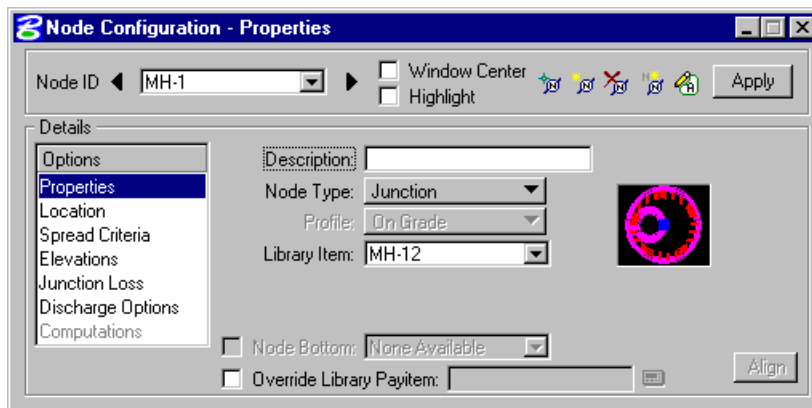 Node Configuration - Properties
Node ID MH-1 Window Center Apply
Highlight
Details
Options
Properties
Location
Spread Criteria
Elevations
Junction Loss
Discharge Options
Computations
Description:
Node Type: Junction
Profile: On Grade
Library Item: MH-12
Node Bottom: None Available
Override Library Payitem:
Align